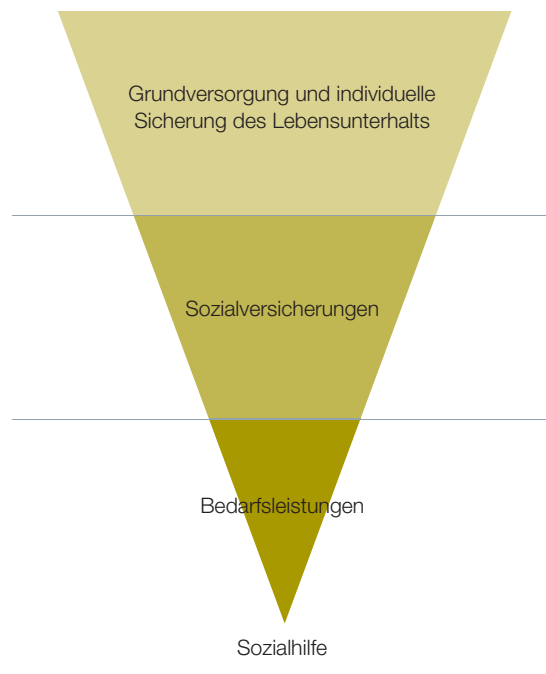 Grundversorgung und individuelle
Sicherung des Lebensunterhalts
Sozialversicherungen
Bedarfsleistungen
Sozialhilfe